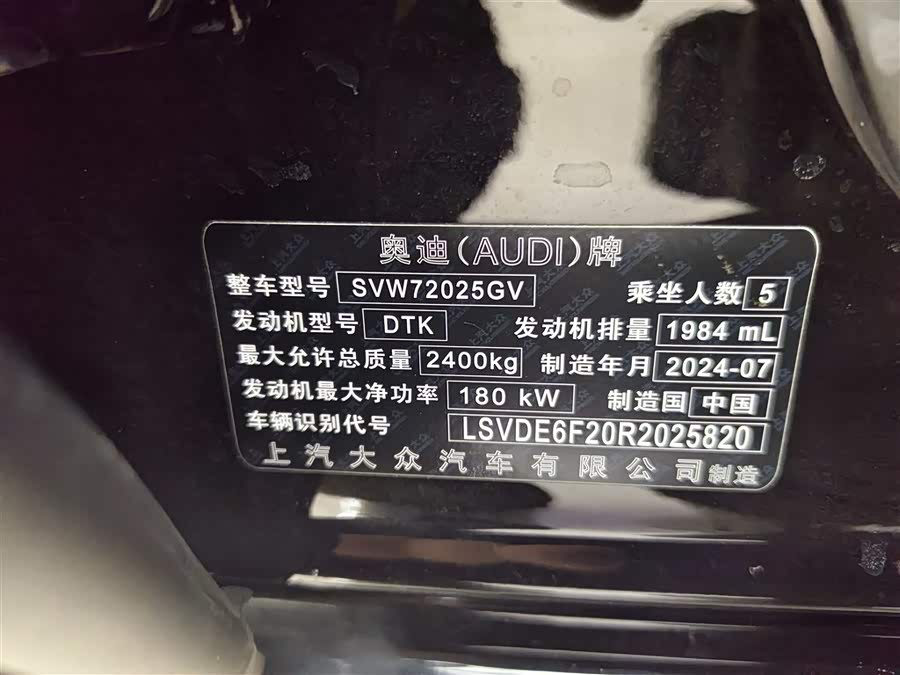 奥迪(AUDI)牌
整车型号 SVW72025GV 乘坐人数 5
发动机型号 DTK 发动机排量 1984 mL
最大允许总质量 2400kg 制造年月 2024-07
发动机最大净功率 180 kW 制造国 中国
车辆识别代号 LSVDE6F20R2025820
上汽大众汽车有限公司制造